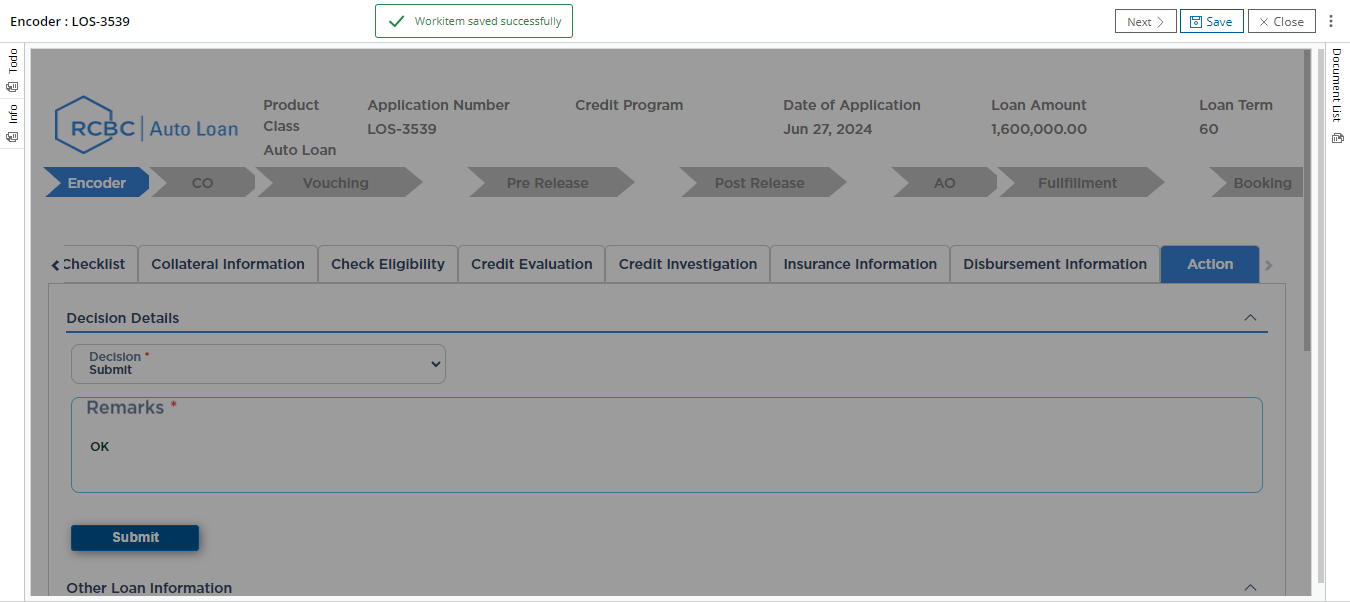 Encoder : LOS-3539
Workitem saved successfully
Next
Save
Close
Todo
Info
Document List
RCBC | Auto Loan
Product Class
Auto Loan
Application Number
LOS-3539
Credit Program
Date of Application
Jun 27, 2024
Loan Amount
1,600,000.00
Loan Term
60
Encoder
CO
Vouching
Pre Release
Post Release
AO
Fullfillment
Booking
Checklist
Collateral Information
Check Eligibility
Credit Evaluation
Credit Investigation
Insurance Information
Disbursement Information
Action
Decision Details
Decision *
Submit
Remarks *
OK
Submit
Other Loan Information